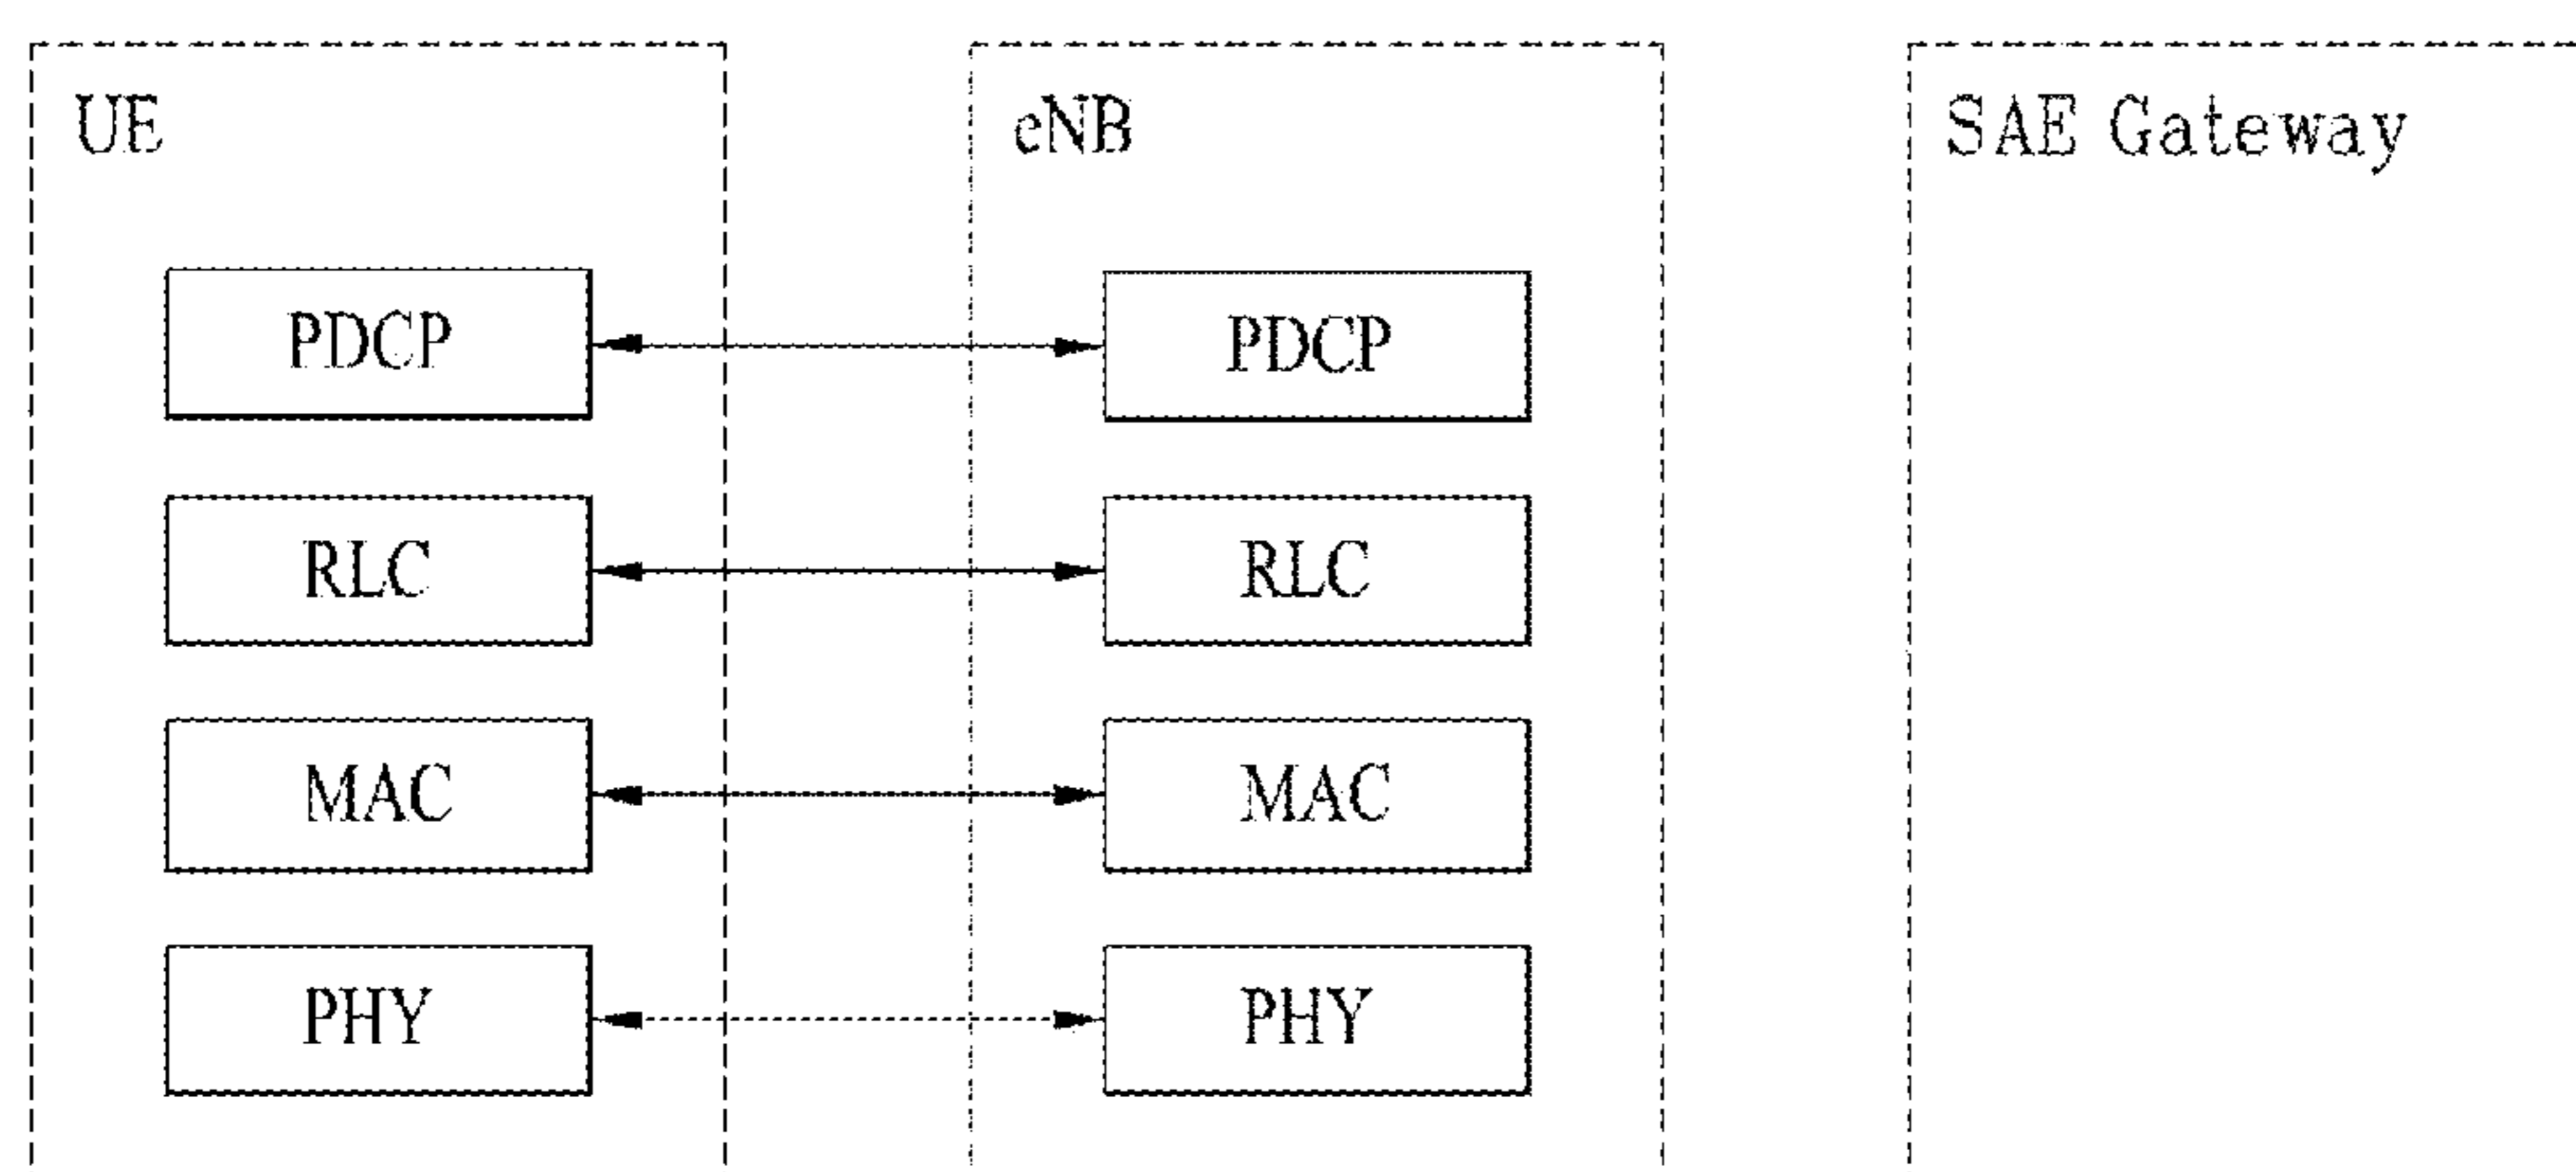 UE
eNB
SAE Gateway
PDCP
PDCP
RLC
RLC
MAC
MAC
PHY
PHY